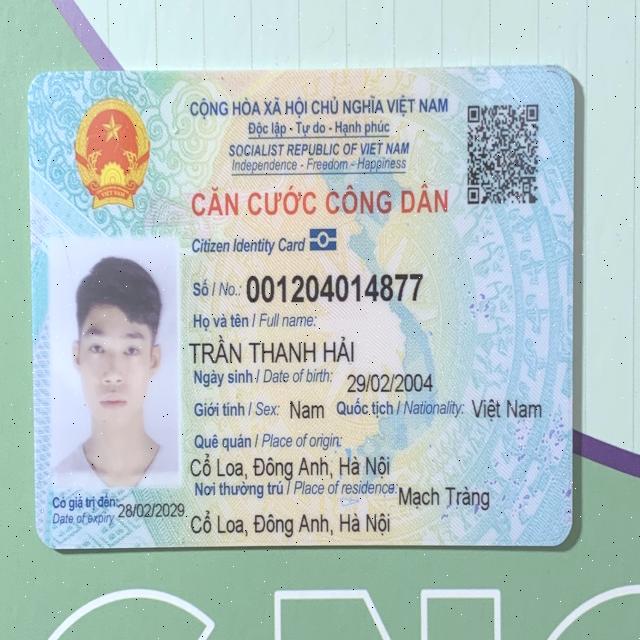 CỘNG HÒA XÃ HỘI CHỦ NGHĨA VIỆT NAM
Độc lập - Tự do - Hạnh phúc
SOCIALIST REPUBLIC OF VIET NAM
Independence - Freedom - Happiness
CĂN CƯỚC CÔNG DÂN
Citizen Identity Card
Số / No.: 001204014877
Họ và tên / Full name:
TRẦN THANH HẢI
Ngày sinh / Date of birth: 29/02/2004
Giới tính / Sex: Nam Quốc tịch / Nationality: Việt Nam
Quê quán / Place of origin:
Cổ Loa, Đông Anh, Hà Nội
Nơi thường trú / Place of residence: Mạch Tràng
Cổ Loa, Đông Anh, Hà Nội
Có giá trị đến: 28/02/2029
Date of expiry
VIỆT NAM